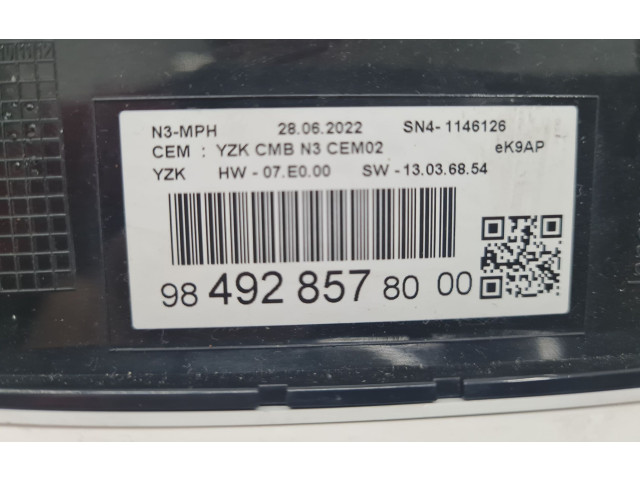 N3-MPH 28.06.2022 SN4-1146126
CEM : YZK CMB N3 CEM02 eK9AP
YZK HW - 07.E0.00 SW - 13.03.68.54
98 492 857 80 00